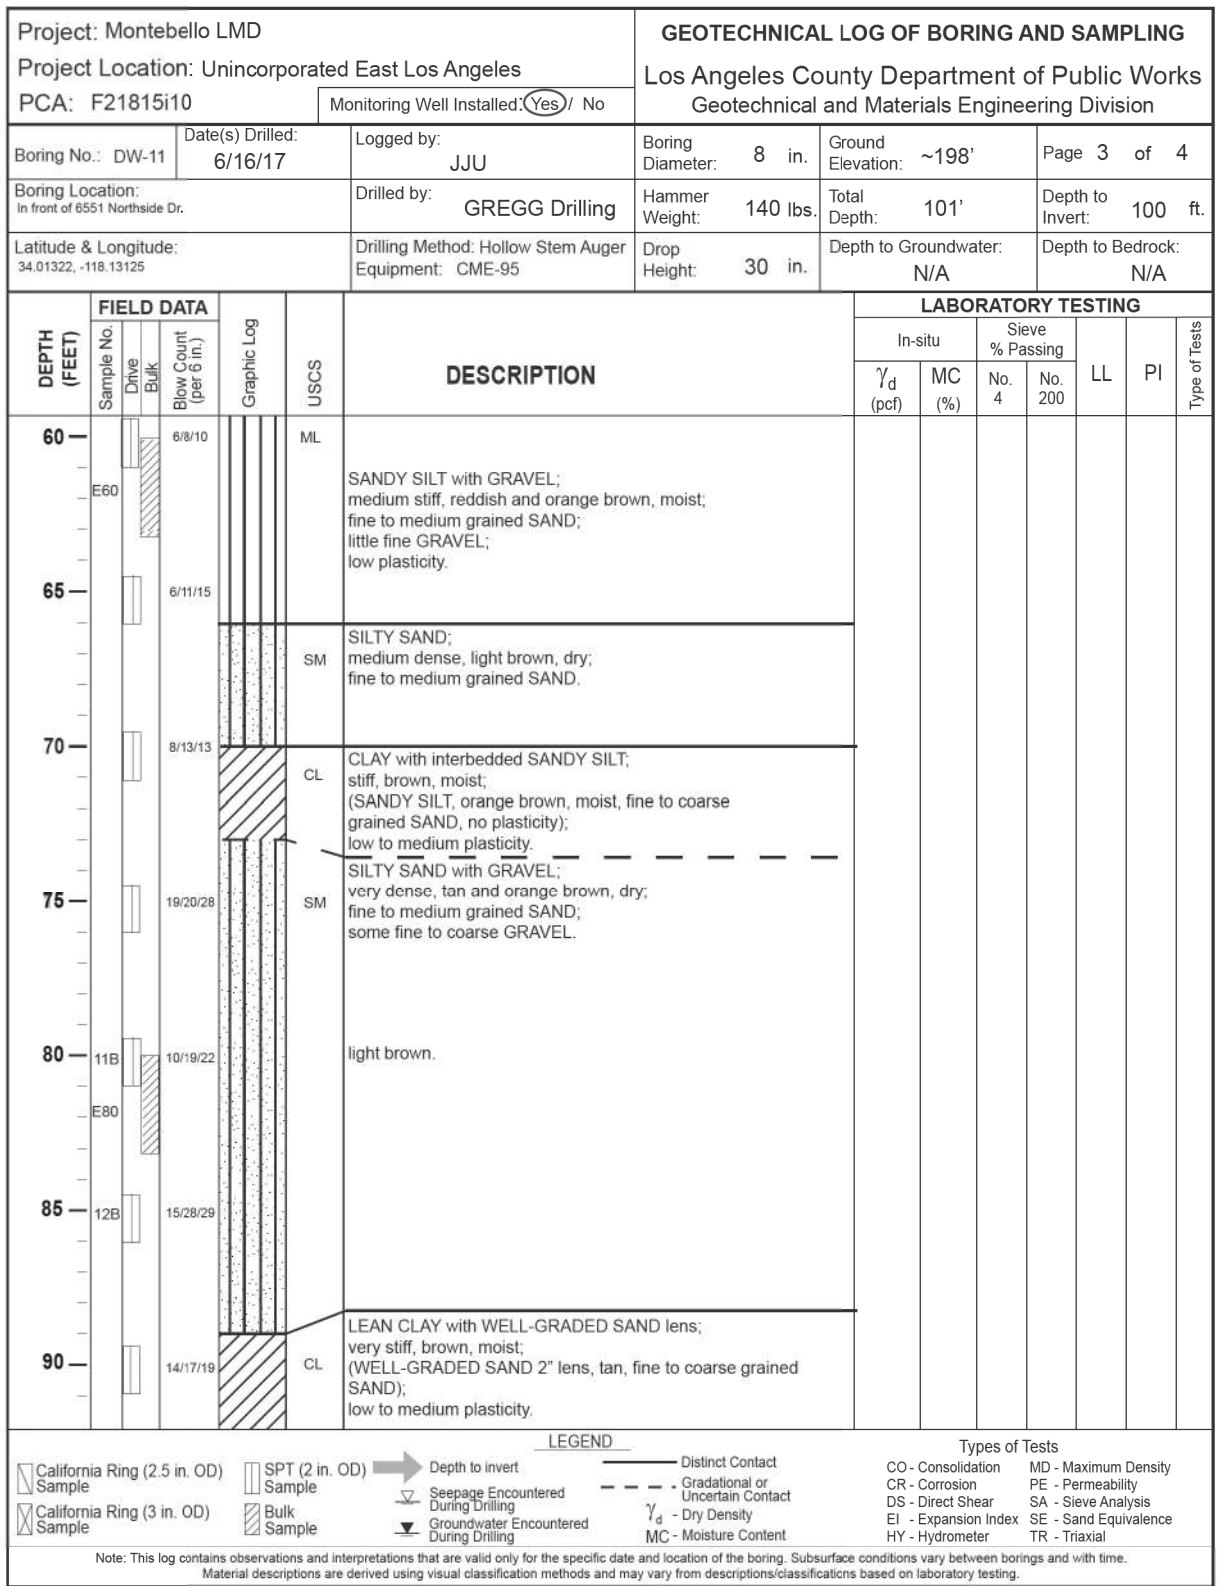 Project: Montebello LMD
Project Location: Unincorporated East Los Angeles
PCA: F21815i10
Monitoring Well Installed: Yes / No
GEOTECHNICAL LOG OF BORING AND SAMPLING
Los Angeles County Department of Public Works
Geotechnical and Materials Engineering Division
Boring No.: DW-11
Date(s) Drilled:
6/16/17
Logged by:
JJU
Boring
Diameter: 8 in.
Ground
Elevation: ~198'
Page 3 of 4
Boring Location:
In front of 6551 Northside Dr.
Drilled by:
GREGG Drilling
Hammer
Weight: 140 lbs.
Total
Depth: 101'
Depth to
Invert: 100 ft.
Latitude & Longitude:
34.01322, -118.13125
Drilling Method: Hollow Stem Auger
Equipment: CME-95
Drop
Height: 30 in.
Depth to Groundwater:
N/A
Depth to Bedrock:
N/A
DEPTH
(FEET)
FIELD DATA
Sample No.
Drive
Bulk
Blow Count
(per 6 in.)
Graphic Log
USCS
DESCRIPTION
LABORATORY TESTING
In-situ
Sieve
% Passing
γd
(pcf)
MC
(%)
No.
4
No.
200
LL
PI
Type of Tests
60 6/8/10 ML
E60
SANDY SILT with GRAVEL;
medium stiff, reddish and orange brown, moist;
fine to medium grained SAND;
little fine GRAVEL;
low plasticity.
65 6/11/15
SM
SILTY SAND;
medium dense, light brown, dry;
fine to medium grained SAND.
70 8/13/13
CL
CLAY with interbedded SANDY SILT;
stiff, brown, moist;
(SANDY SILT, orange brown, moist, fine to coarse
grained SAND, no plasticity);
low to medium plasticity.
75 19/20/28 SM
SILTY SAND with GRAVEL;
very dense, tan and orange brown, dry;
fine to medium grained SAND;
some fine to coarse GRAVEL.
80 11B 10/19/22 light brown.
E80
85 12B 15/28/29
90 14/17/19 CL
LEAN CLAY with WELL-GRADED SAND lens;
very stiff, brown, moist;
(WELL-GRADED SAND 2" lens, tan, fine to coarse grained
SAND);
low to medium plasticity.
LEGEND
California Ring (2.5 in. OD)
Sample
California Ring (3 in. OD)
Sample
SPT (2 in. OD)
Sample
Bulk
Sample
Depth to invert
Seepage Encountered
During Drilling
Groundwater Encountered
During Drilling
Distinct Contact
Gradational or
Uncertain Contact
γd - Dry Density
MC - Moisture Content
Types of Tests
CO - Consolidation
CR - Corrosion
DS - Direct Shear
EI - Expansion Index
HY - Hydrometer
MD - Maximum Density
PE - Permeability
SA - Sieve Analysis
SE - Sand Equivalence
TR - Triaxial
Note: This log contains observations and interpretations that are valid only for the specific date and location of the boring. Subsurface conditions vary between borings and with time.
Material descriptions are derived using visual classification methods and may vary from descriptions/classifications based on laboratory testing.